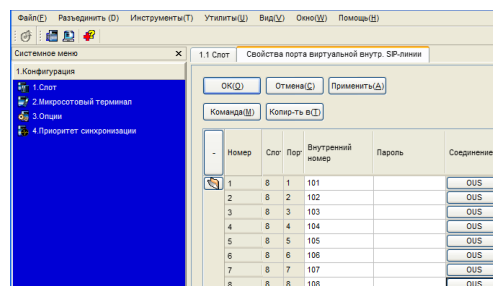 Файл(F) Разъединить (D) Инструменты(T) Утилиты(U) Вид(V) Окно(W) Помощь(H)
Системное меню x
1.Конфигурация
1.Слот
2.Микросотовый терминал
3.Опции
4.Приоритет синхронизации
1.1 Слот Свойства порта виртуальной внутр. SIP-линии
OK(O) Отмена(C) Применить(A)
Команда(M) Копир-ть в(T)
- Номер Слот Порт Внутренний номер Пароль Соединение
1 8 1 101 OUS
2 8 2 102 OUS
3 8 3 103 OUS
4 8 4 104 OUS
5 8 5 105 OUS
6 8 6 106 OUS
7 8 7 107 OUS
8 8 8 108 OUS